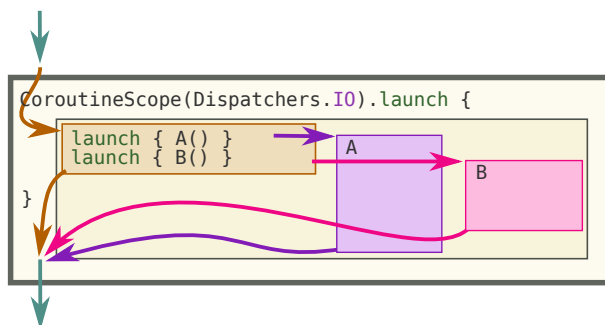 CoroutineScope(Dispatchers.IO).launch {
launch { A() }
launch { B() }
A
B
}